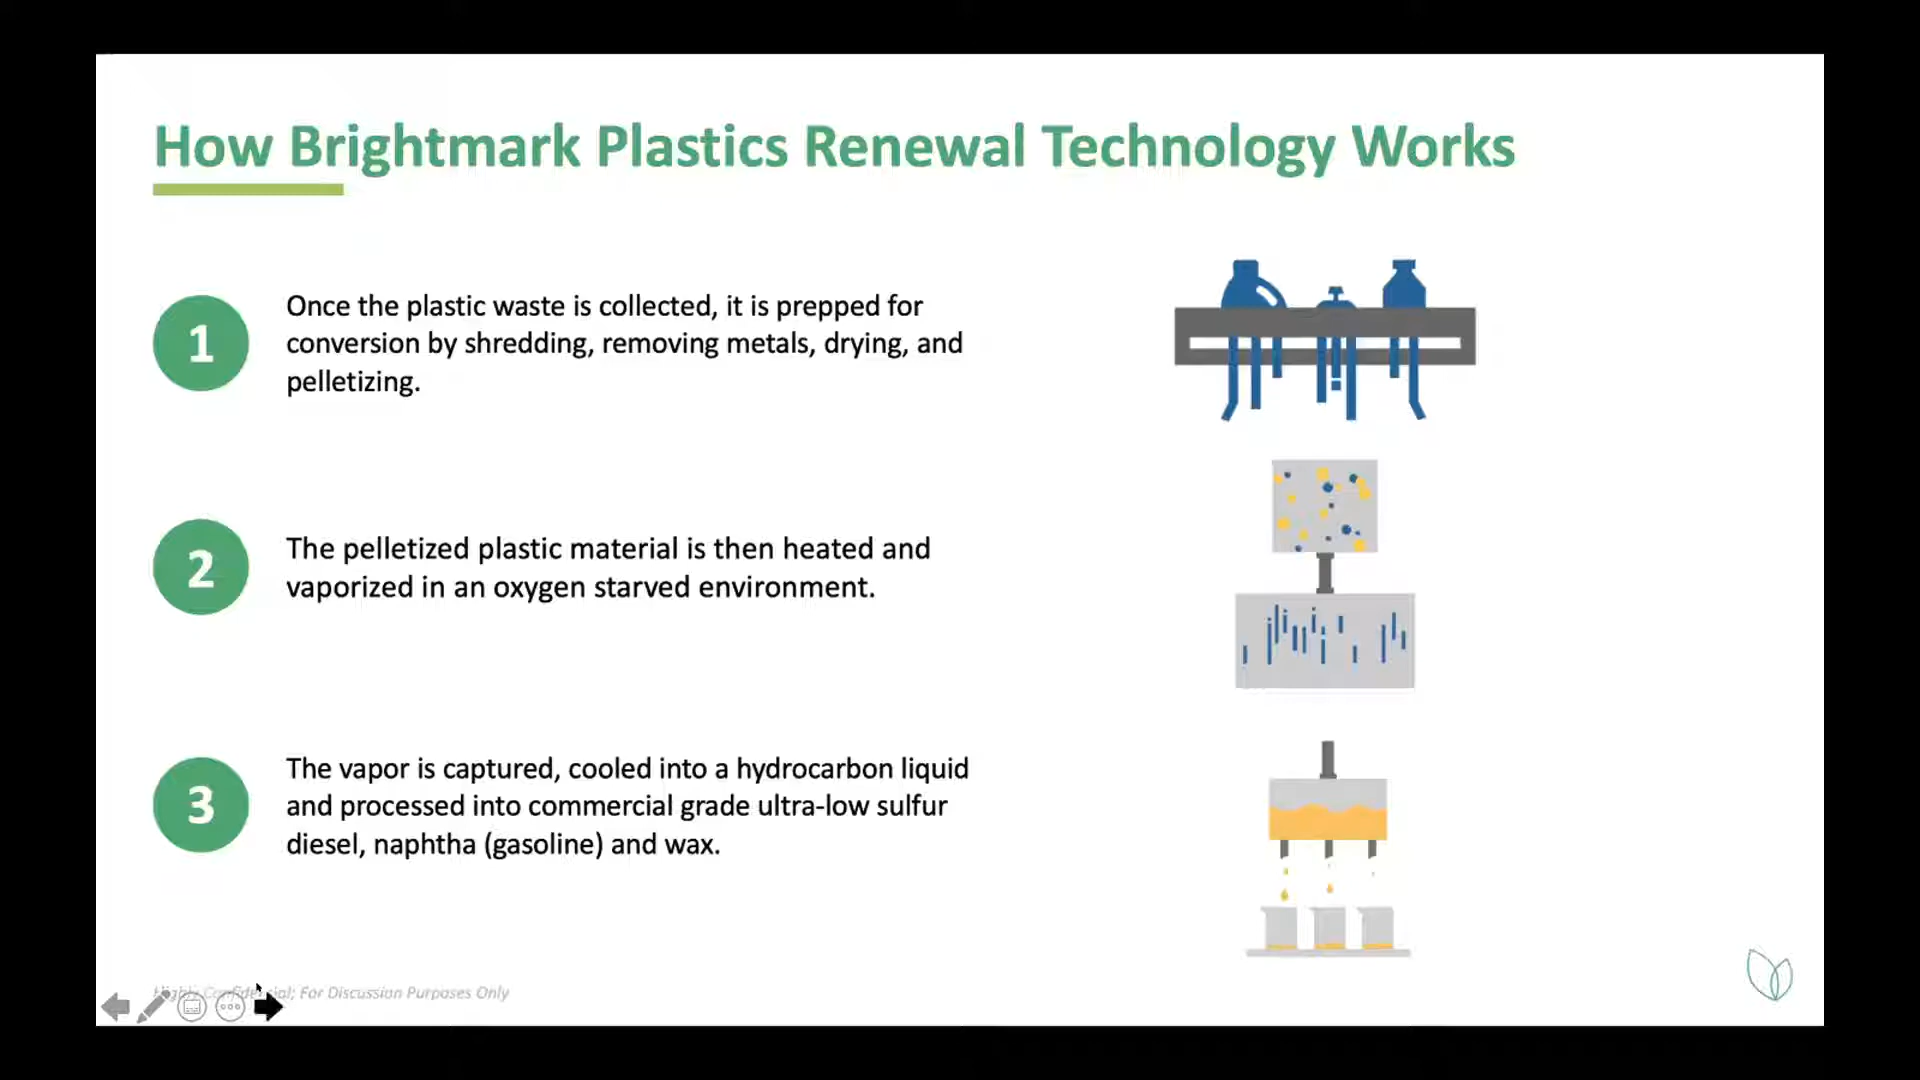 How Brightmark Plastics Renewal Technology Works
1
Once the plastic waste is collected, it is prepped for
conversion by shredding, removing metals, drying, and
pelletizing.
2
The pelletized plastic material is then heated and
vaporized in an oxygen starved environment.
3
The vapor is captured, cooled into a hydrocarbon liquid
and processed into commercial grade ultra-low sulfur
diesel, naphtha (gasoline) and wax.
Highly Confidential; For Discussion Purposes Only